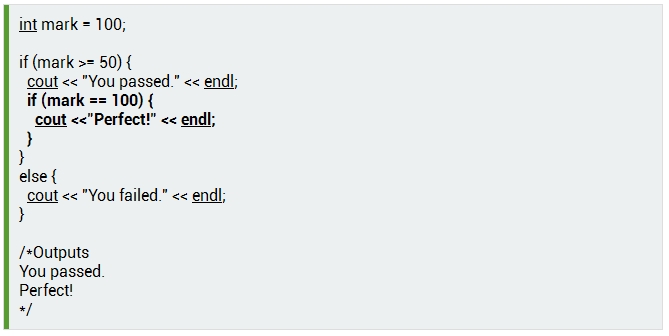 int mark = 100;
if (mark >= 50) {
cout << "You passed." << endl;
if (mark == 100) {
cout <<"Perfect!" << endl;
}
}
else {
cout << "You failed." << endl;
}
/*Outputs
You passed.
Perfect!
*/